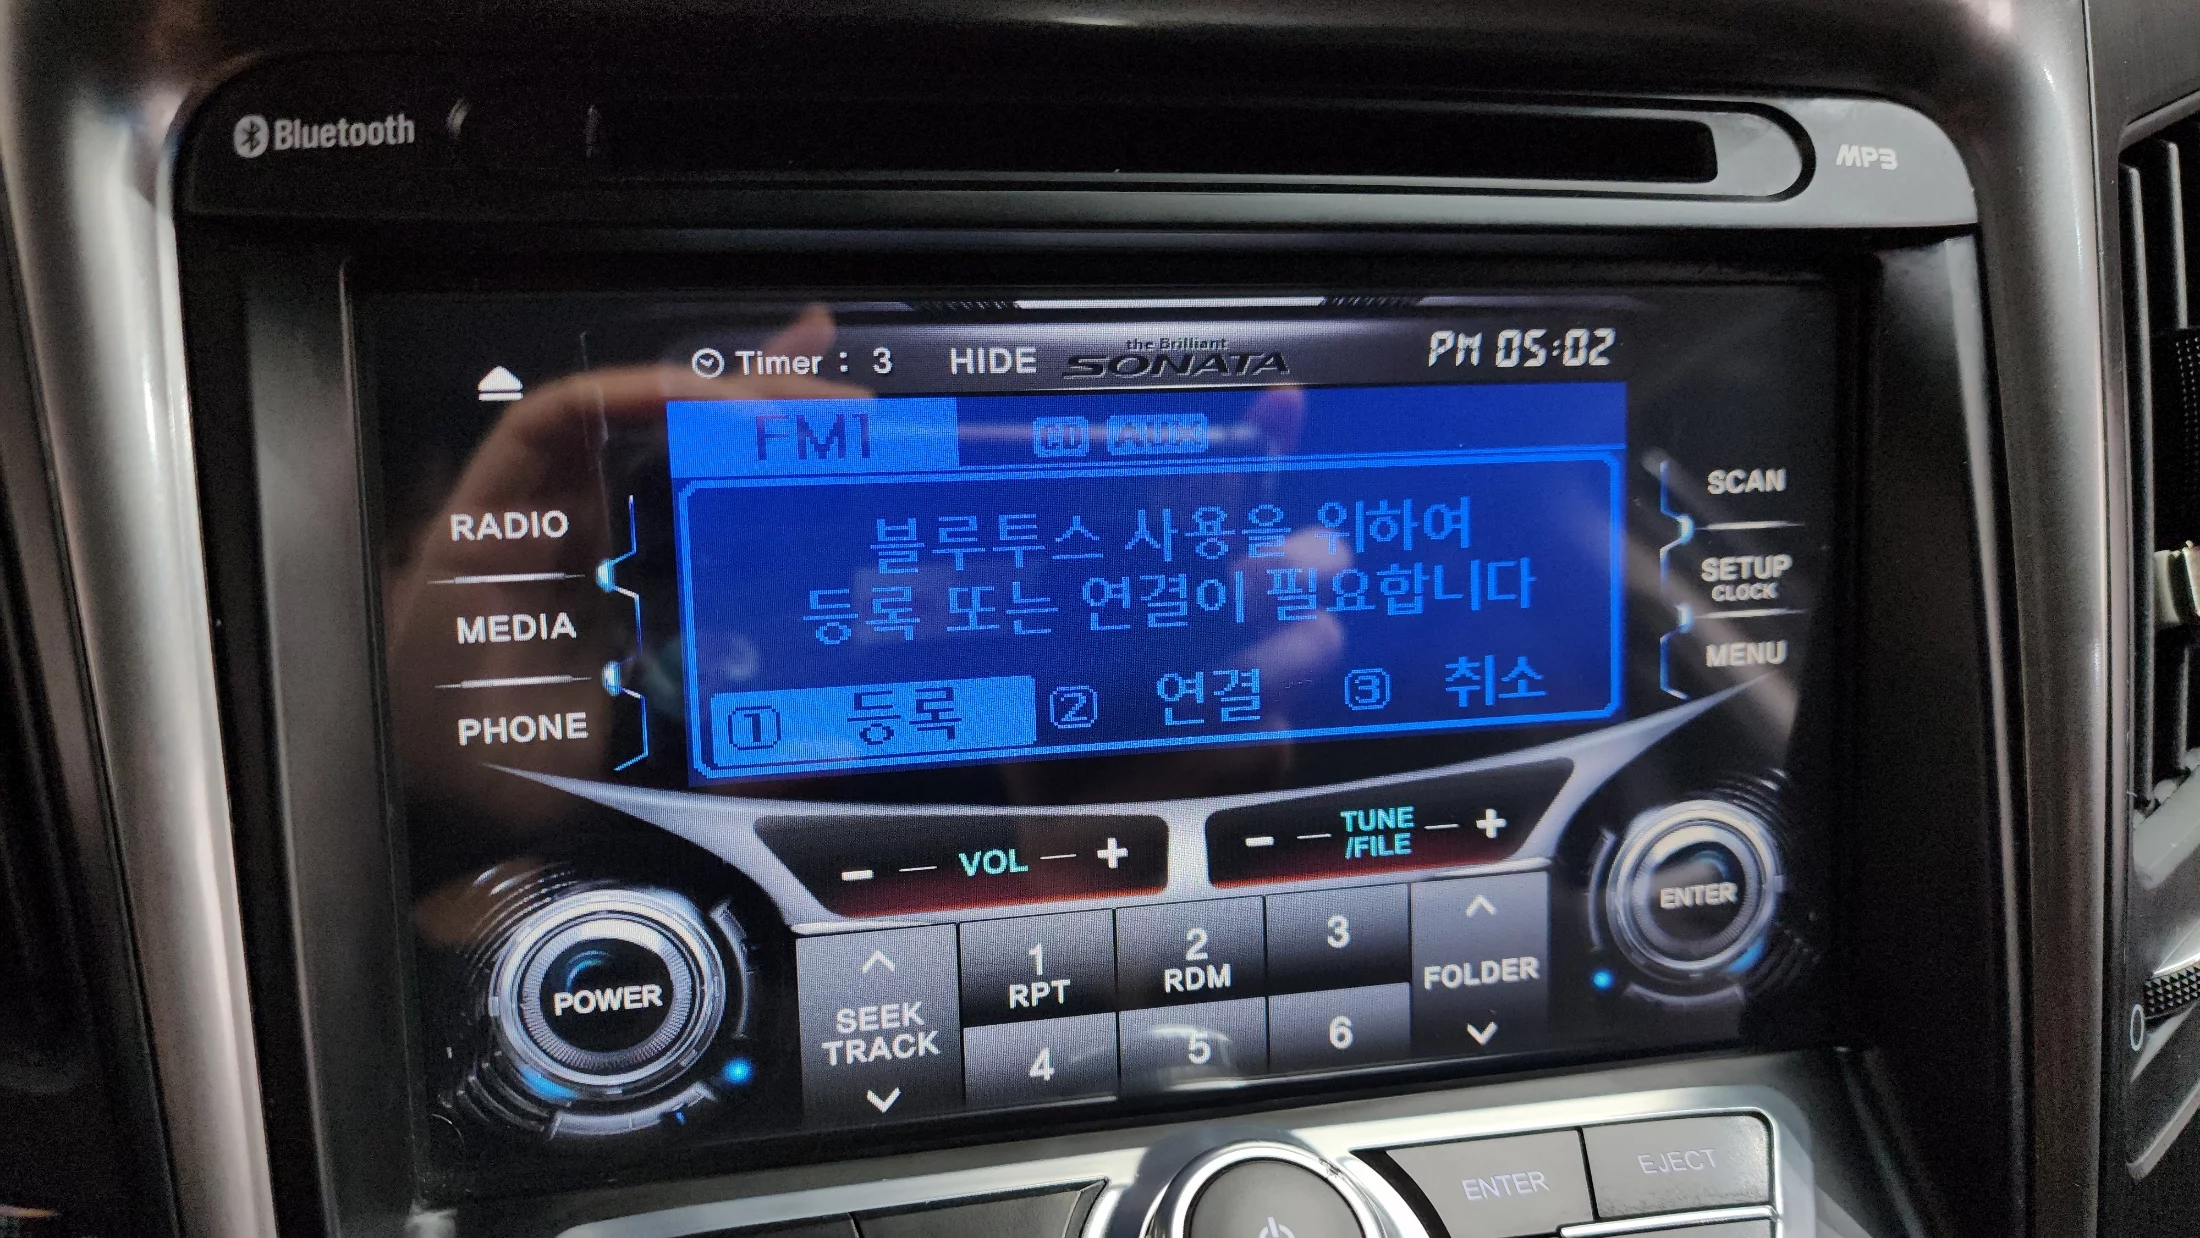 Bluetooth
MP3
Timer : 3 HIDE the Brilliant SONATA PM 05:02
FM1 CD AUX
RADIO
MEDIA
PHONE
블루투스 사용을 위하여
등록 또는 연결이 필요합니다
① 등록 ② 연결 ③ 취소
SCAN
SETUP
CLOCK
MENU
- VOL +
- TUNE +
/FILE
POWER
SEEK
TRACK
1
RPT
2
RDM
3
4
5
6
FOLDER
ENTER
ENTER
EJECT